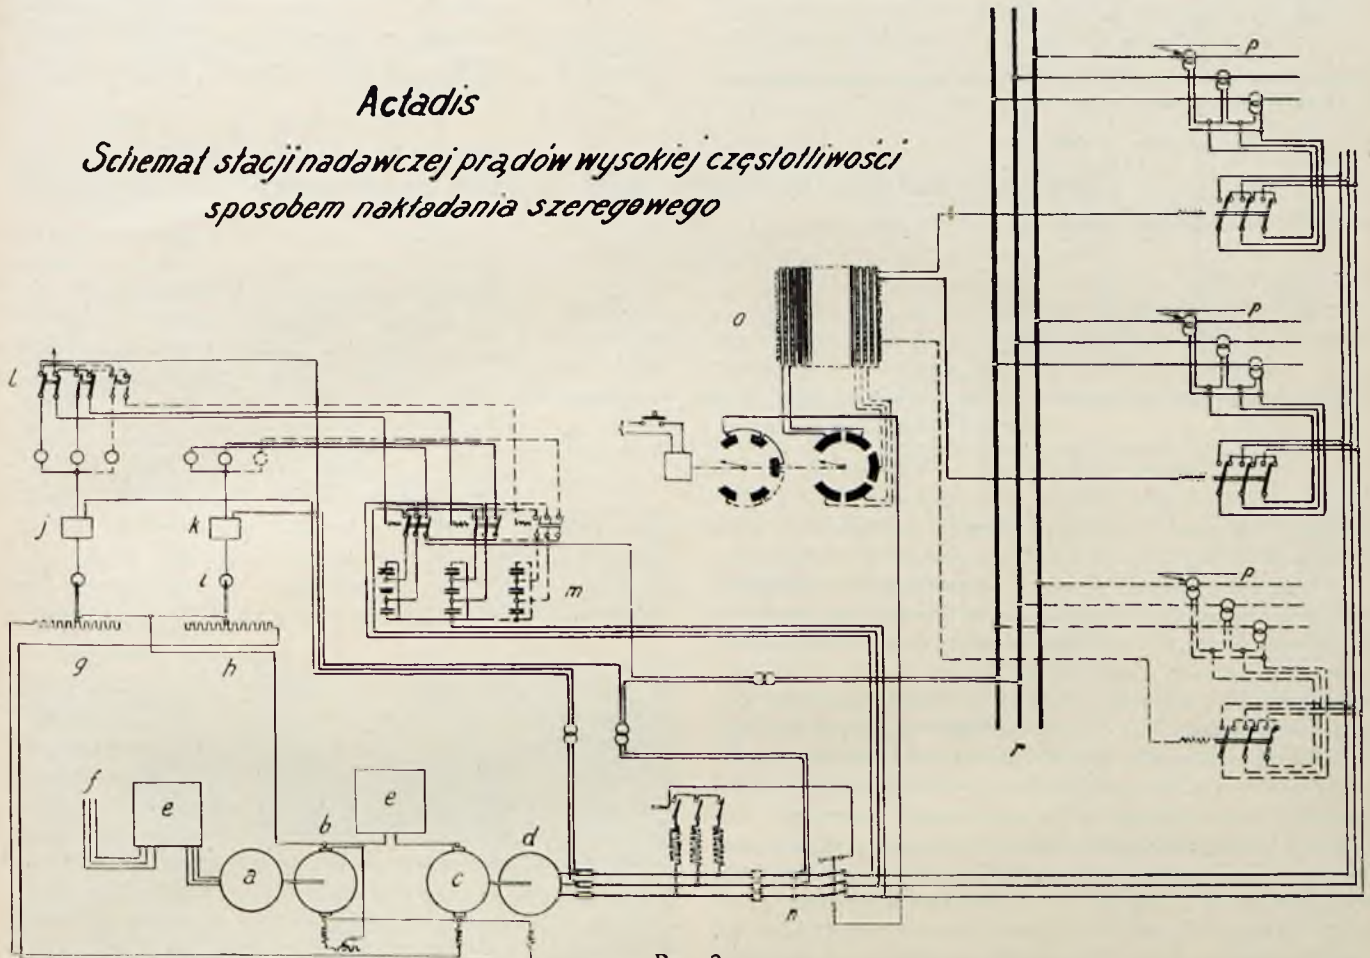 Actadis
Schemat stacji nadawczej prądów wysokiej częstotliwości
sposobem nakładania szeregowego
p
p
p
o
l
j
k
i
m
g
h
r
f
e
e
b
d
a
c
n